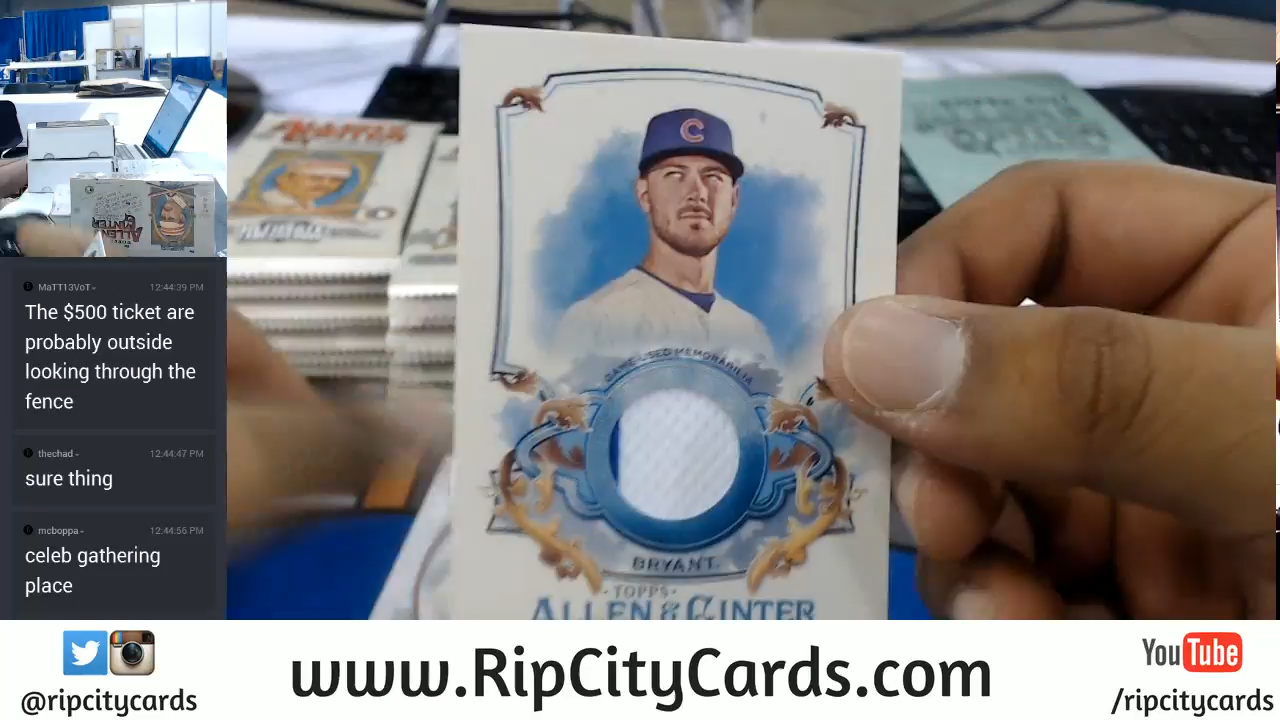 MaTT13VoT
12:44:39 PM
The $500 ticket are
probably outside
looking through the
fence
thechad
12:44:47 PM
sure thing
mcboppa
12:44:56 PM
celeb gathering
place
C
GAME-USED MEMORABILIA
BRYANT
·TOPPS·
ALLEN & GINTER
ALLEN & GINTER
@ripcitycards
www.RipCityCards.com
YouTube
/ripcitycards